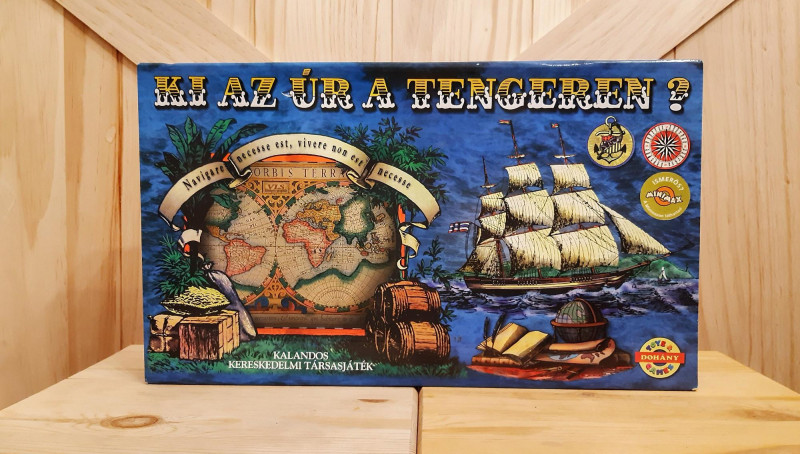 KI AZ ÚR A TENGEREN ?
Navigare necesse est, vivere non est necesse
ORBIS TERRA
ISMERŐS?
MINIMAX
KALANDOS
KERESKEDELMI TÁRSASJÁTÉK
TOYS &
DOHÁNY
GAMES